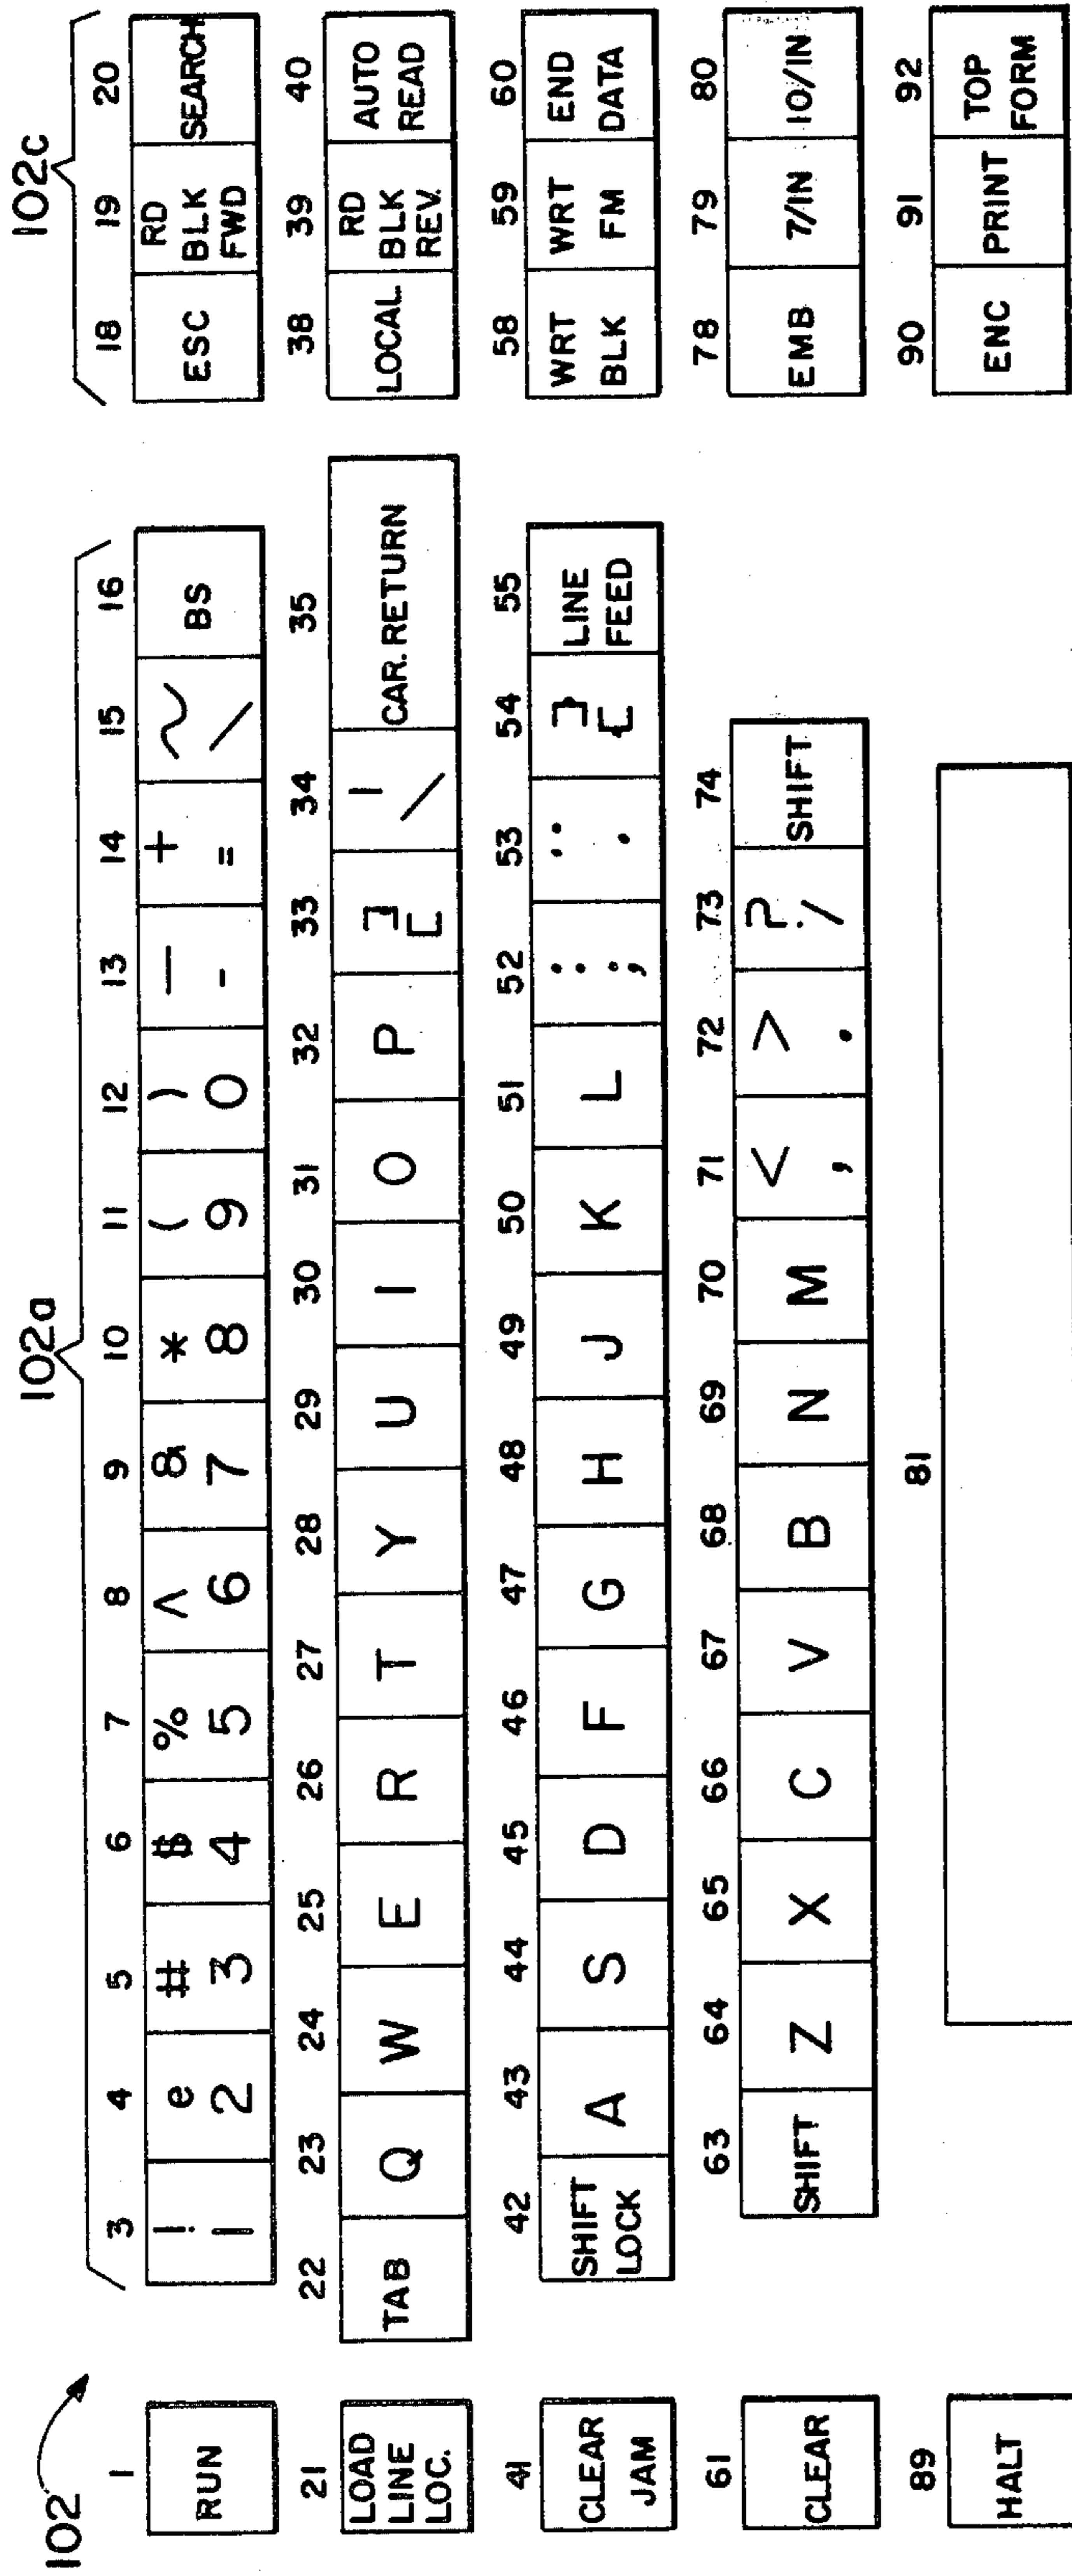 102 102a 102c
1 3 4 5 6 7 8 9 10 11 12 13 14 15 16 18 19 20
RUN ! 1 e 2 # 3 $ 4 % 5 ^ 6 & 7 * 8 ( 9 ) 0 — - + = ~ \ BS ESC RD BLK FWD SEARCH
21 22 23 24 25 26 27 28 29 30 31 32 33 34 35 38 39 40
LOAD LINE LOC. TAB Q W E R T Y U I O P ] [ | \ CAR. RETURN LOCAL RD BLK REV. AUTO READ
41 42 43 44 45 46 47 48 49 50 51 52 53 54 55 58 59 60
CLEAR JAM SHIFT LOCK A S D F G H J K L : ; } { LINE FEED WRT BLK WRT FM END DATA
61 63 64 65 66 67 68 69 70 71 72 73 74 78 79 80
CLEAR SHIFT Z X C V B N M < , > . ? / SHIFT EMB 7/IN 10/IN
89 81 90 91 92
HALT ENC PRINT TOP FORM